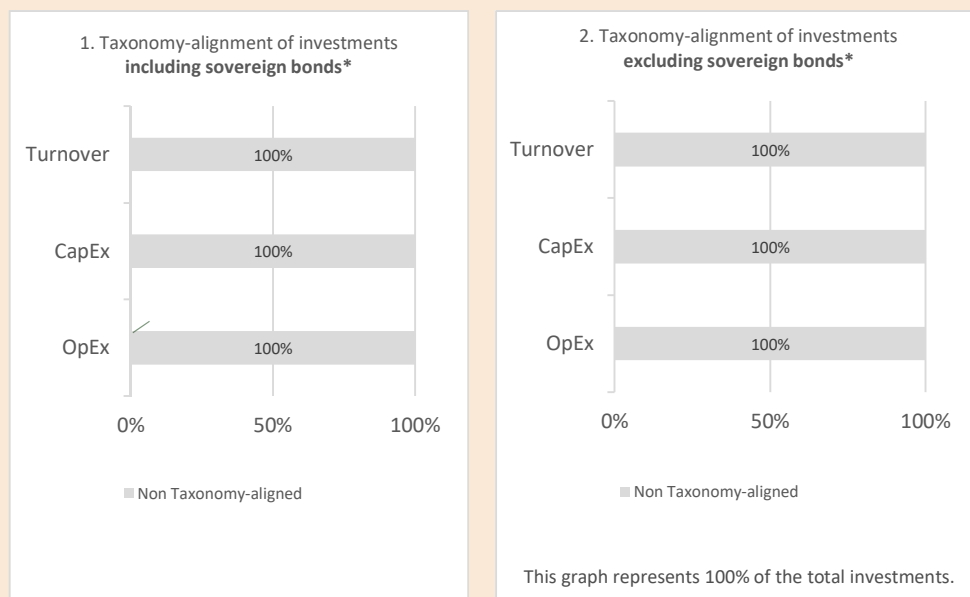 1. Taxonomy-alignment of investments
including sovereign bonds*
Turnover
100%
CapEx
100%
OpEx
100%
0%
50%
100%
Non Taxonomy-aligned
2. Taxonomy-alignment of investments
excluding sovereign bonds*
Turnover
100%
CapEx
100%
OpEx
100%
0%
50%
100%
Non Taxonomy-aligned
This graph represents 100% of the total investments.